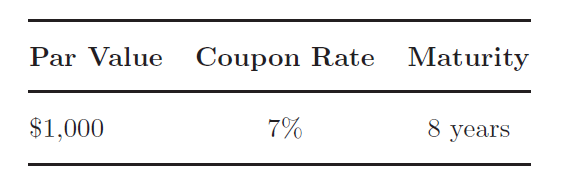 Par Value Coupon Rate Maturity
$1,000 7% 8 years